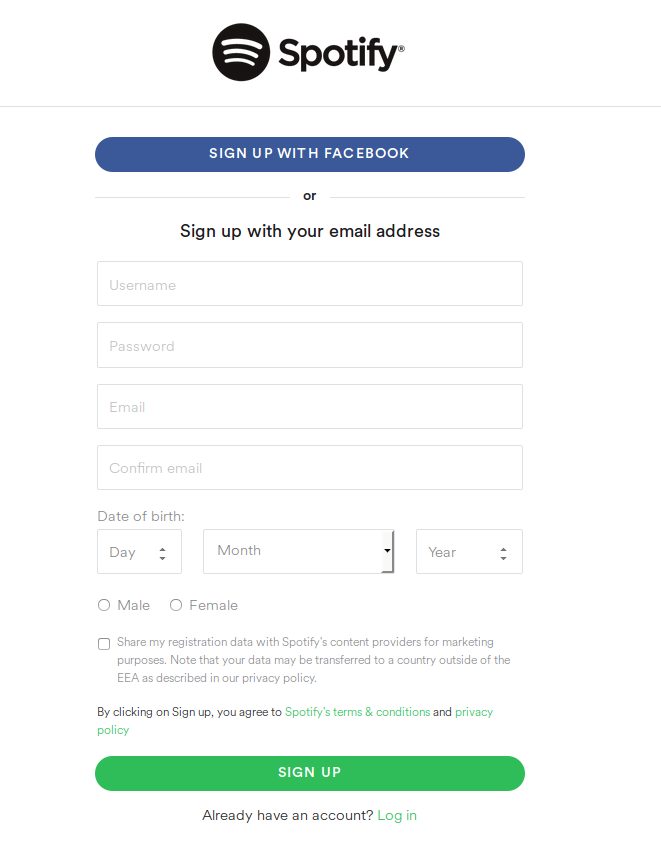 Spotify®
SIGN UP WITH FACEBOOK
or
Sign up with your email address
Username
Password
Email
Confirm email
Date of birth:
Day Month Year
Male Female
Share my registration data with Spotify's content providers for marketing
purposes. Note that your data may be transferred to a country outside of the
EEA as described in our privacy policy.
By clicking on Sign up, you agree to Spotify's terms & conditions and privacy
policy
SIGN UP
Already have an account? Log in